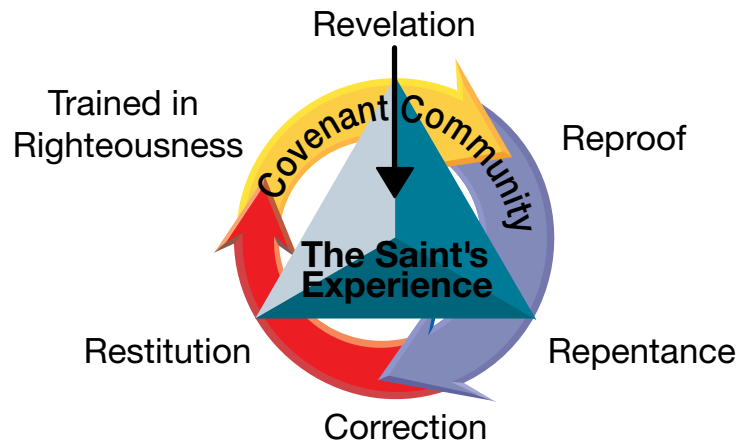 Revelation
Trained in
Righteousness
Covenant Community
Reproof
The Saint's
Experience
Restitution
Repentance
Correction